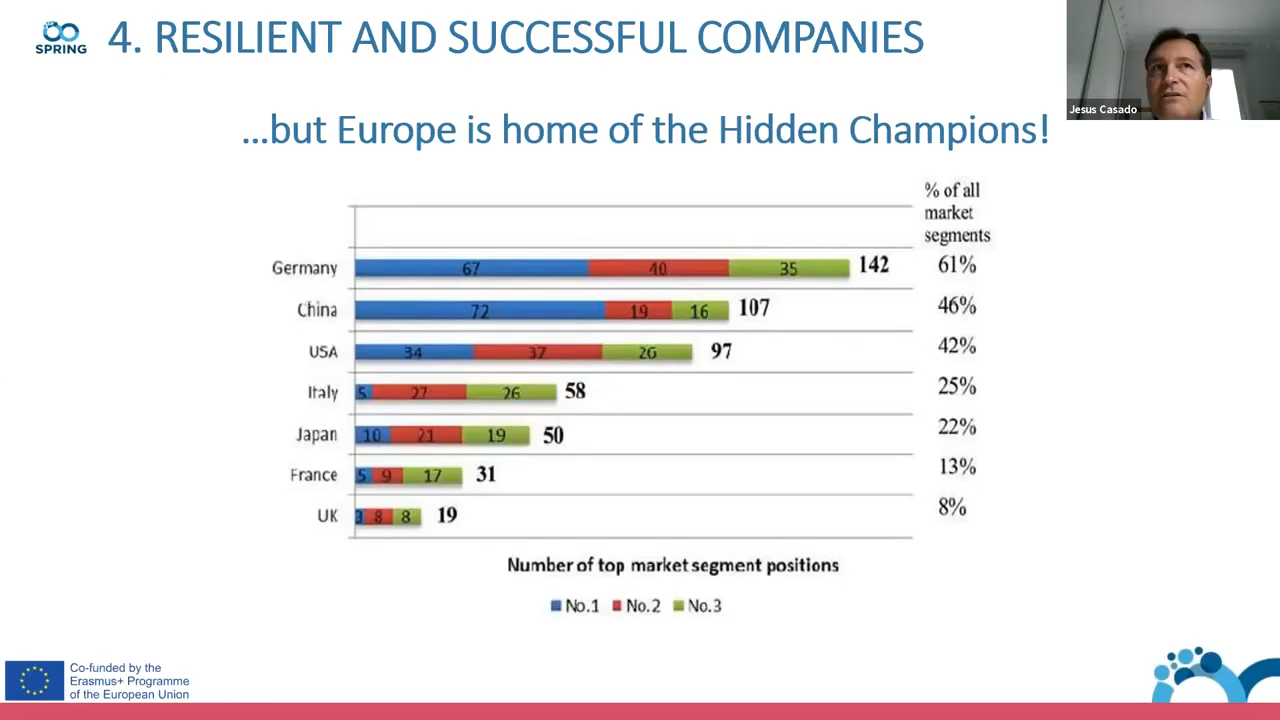 SPRING
4. RESILIENT AND SUCCESSFUL COMPANIES
Jesus Casado
...but Europe is home of the Hidden Champions!
% of all
market
segments
Germany 67 40 35 142 61%
China 72 19 16 107 46%
USA 34 37 26 97 42%
Italy 5 27 26 58 25%
Japan 10 21 19 50 22%
France 5 9 17 31 13%
UK 3 8 8 19 8%
Number of top market segment positions
No.1 No.2 No.3
Co-funded by the
Erasmus+ Programme
of the European Union